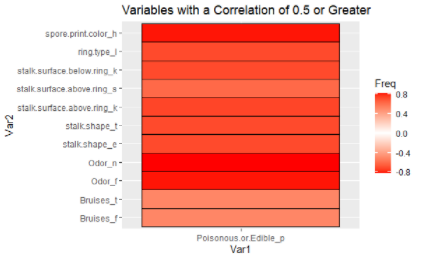 Variables with a Correlation of 0.5 or Greater
spore.print.color_h
ring.type_l
stalk.surface.below.ring_k
stalk.surface.above.ring_s
stalk.surface.above.ring_k
stalk.shape_t
stalk.shape_e
Odor_n
Odor_f
Bruises_t
Bruises_f
Var2
Poisonous.or.Edible_p
Var1
Freq
0.8
0.4
0.0
-0.4
-0.8